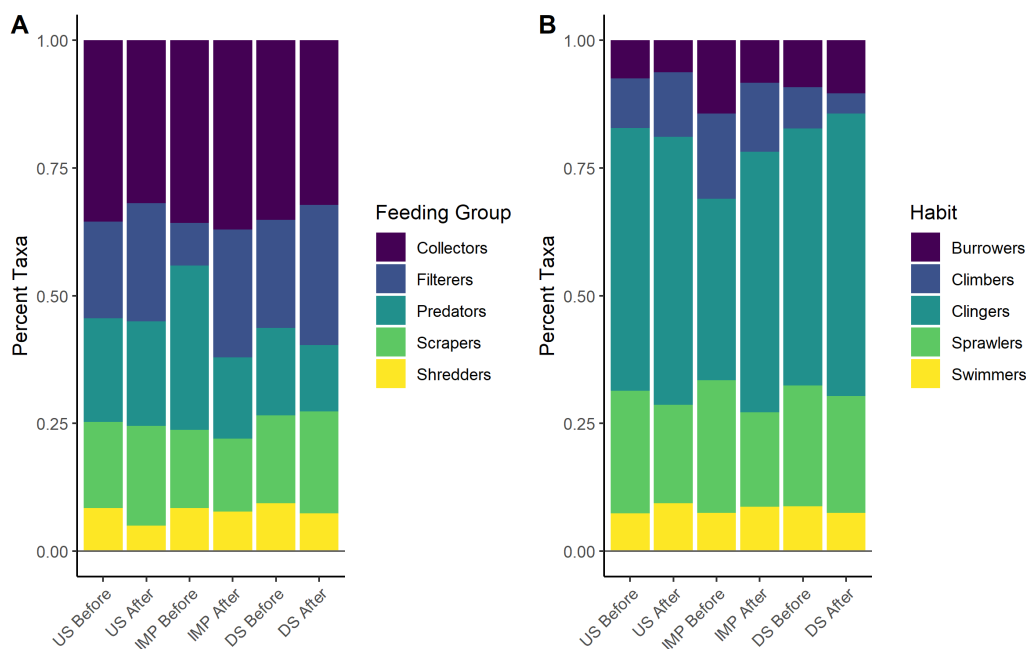 A
Percent Taxa
1.00
0.75
0.50
0.25
0.00
US Before
US After
IMP Before
IMP After
DS Before
DS After
Feeding Group
Collectors
Filterers
Predators
Scrapers
Shredders
B
Percent Taxa
1.00
0.75
0.50
0.25
0.00
US Before
US After
IMP Before
IMP After
DS Before
DS After
Habit
Burrowers
Climbers
Clingers
Sprawlers
Swimmers